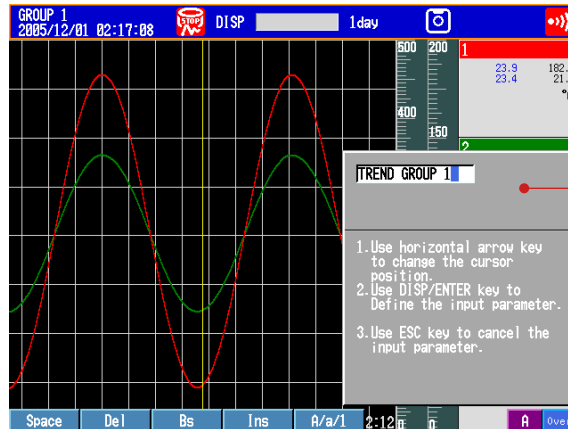 GROUP 1
2005/12/01 02:17:08
STOP
DISP
1day
500 200
400
150
1
23.9 182.
23.4 21.
2
TREND GROUP 1
1.Use horizontal arrow key
to change the cursor
position.
2.Use DISP/ENTER key to
Define the input parameter.
3.Use ESC key to cancel the
input parameter.
Space Del Bs Ins A/a/1 2:12 0 0 A Over